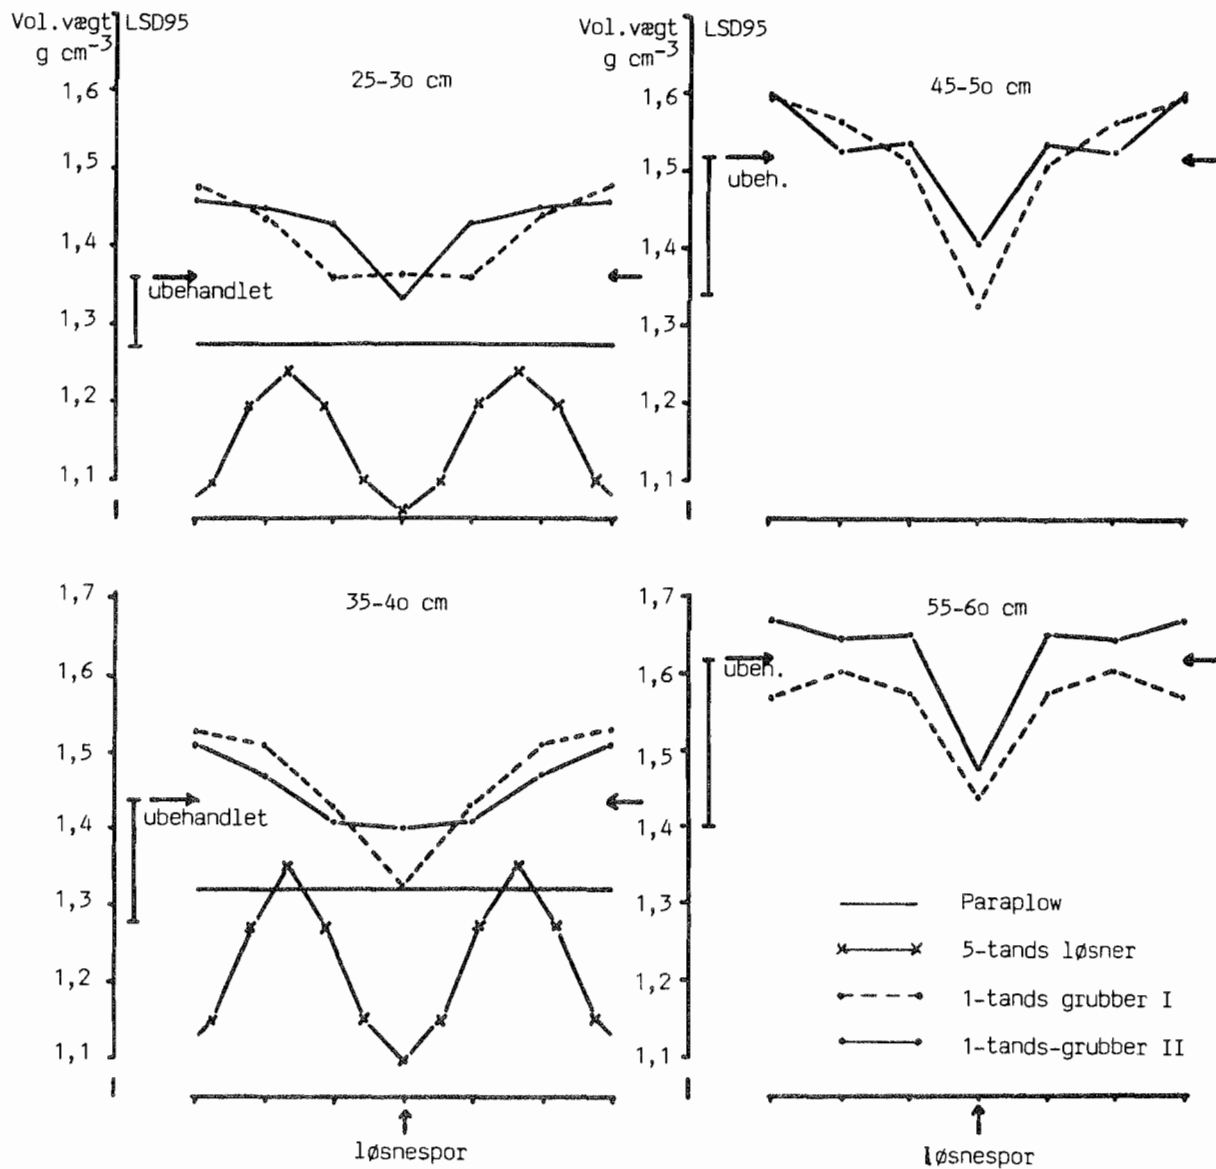 Vol.vægt LSD95
g cm-3
25-3o cm
1,6
1,5
1,4
ubehandlet
1,3
1,2
1,1
Vol.vægt LSD95
g cm-3
45-5o cm
1,6
1,5
ubeh.
1,4
1,3
1,2
1,1
1,7
35-4o cm
1,6
1,5
1,4
ubehandlet
1,3
1,2
1,1
løsnespor
1,7
55-6o cm
1,6
ubeh.
1,5
1,4
1,3
1,2
1,1
Paraplow
5-tands løsner
1-tands grubber I
1-tands-grubber II
løsnespor